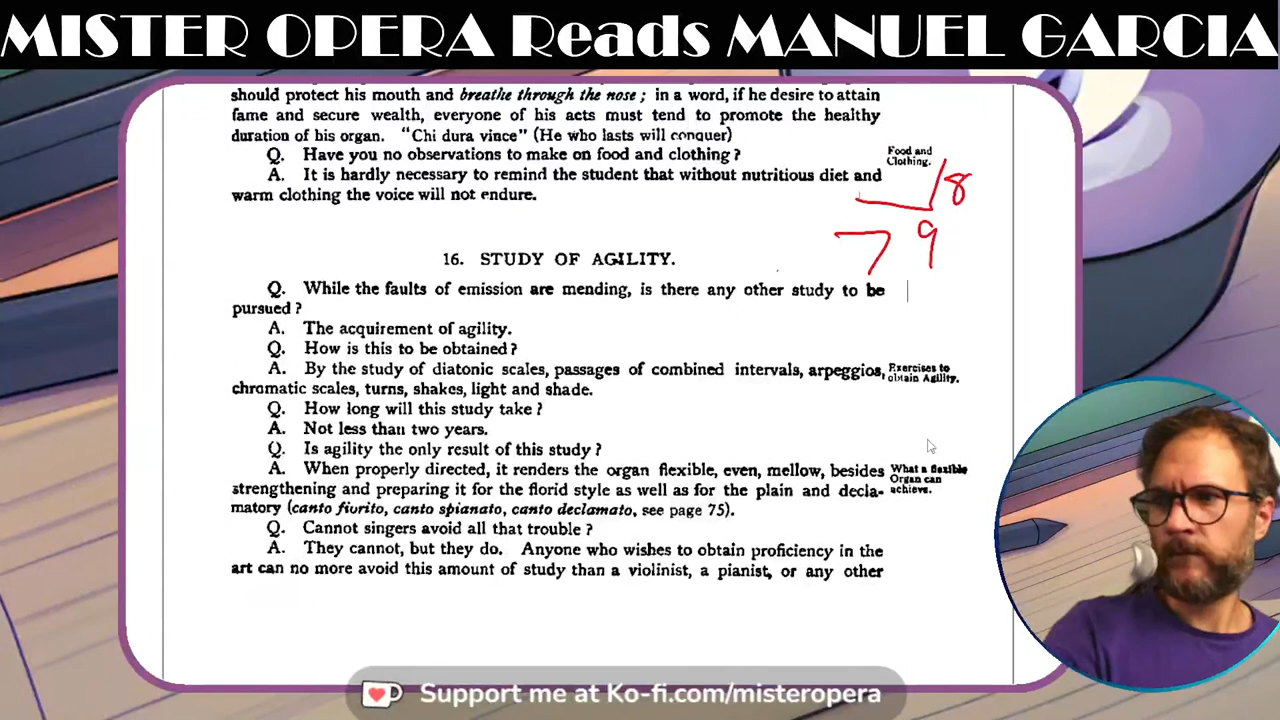 MISTER OPERA Reads MANUEL GARCIA
should protect his mouth and breathe through the nose; in a word, if he desire to attain
fame and secure wealth, everyone of his acts must tend to promote the healthy
duration of his organ. "Chi dura vince" (He who lasts will conquer)
Q. Have you no observations to make on food and clothing?
Food and
Clothing.
A. It is hardly necessary to remind the student that without nutritious diet and
warm clothing the voice will not endure.
18
7 9
16. STUDY OF AGILITY.
Q. While the faults of emission are mending, is there any other study to be
pursued?
A. The acquirement of agility.
Q. How is this to be obtained?
A. By the study of diatonic scales, passages of combined intervals, arpeggios,
chromatic scales, turns, shakes, light and shade.
Exercises to
obtain Agility.
Q. How long will this study take?
A. Not less than two years.
Q. Is agility the only result of this study?
A. When properly directed, it renders the organ flexible, even, mellow, besides
strengthening and preparing it for the florid style as well as for the plain and decla-
matory (canto fiorito, canto spianato, canto declamato, see page 75).
What a flexible
Organ can
achieve.
Q. Cannot singers avoid all that trouble?
A. They cannot, but they do. Anyone who wishes to obtain proficiency in the
art can no more avoid this amount of study than a violinist, a pianist, or any other
Support me at Ko-fi.com/misteropera